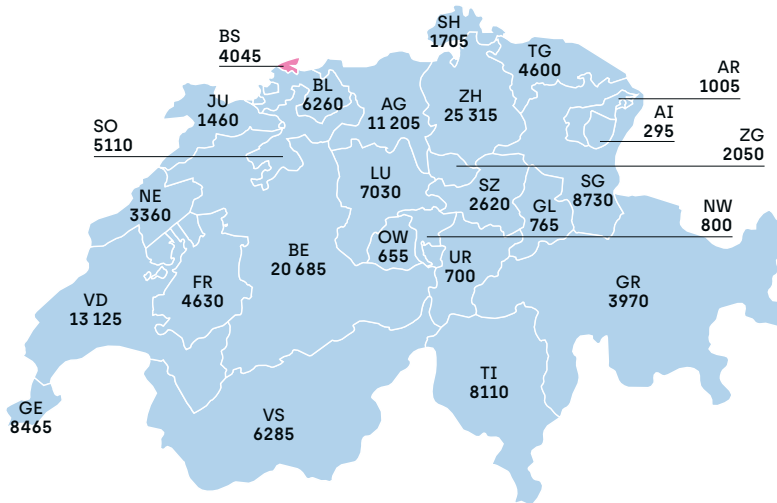 SH
1705
BS
4045
TG
4600
BL
6260
AR
1005
JU
1460
AG
11 205
ZH
25 315
AI
295
SO
5110
ZG
2050
LU
7030
SZ
2620
SG
8730
NE
3360
GL
765
NW
800
OW
655
BE
20 685
UR
700
FR
4630
GR
3970
VD
13 125
TI
8110
GE
8465
VS
6285